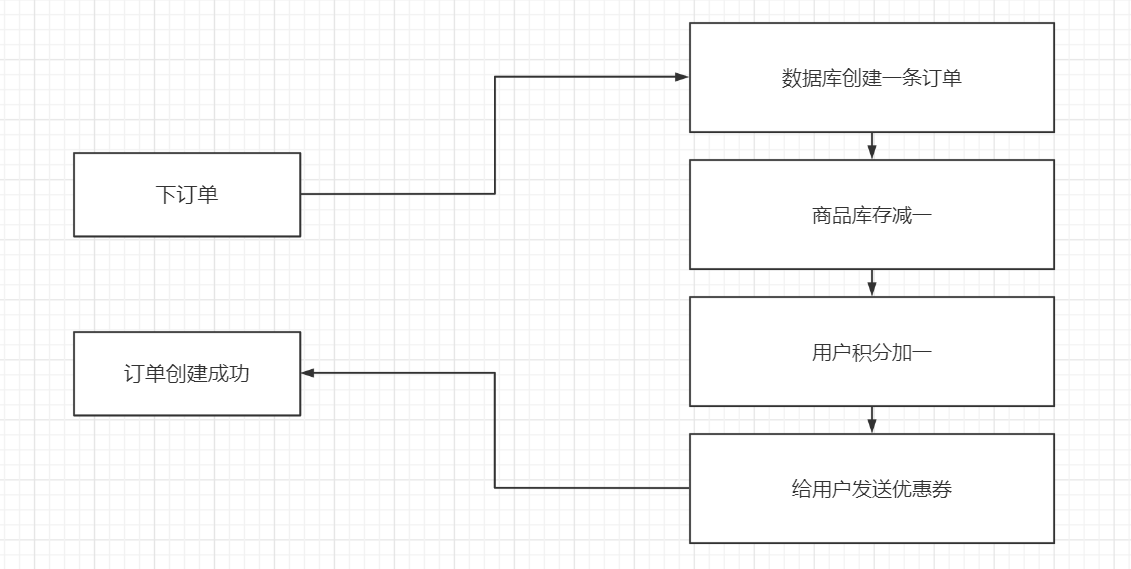 下订单
数据库创建一条订单
商品库存减一
用户积分加一
给用户发送优惠券
订单创建成功